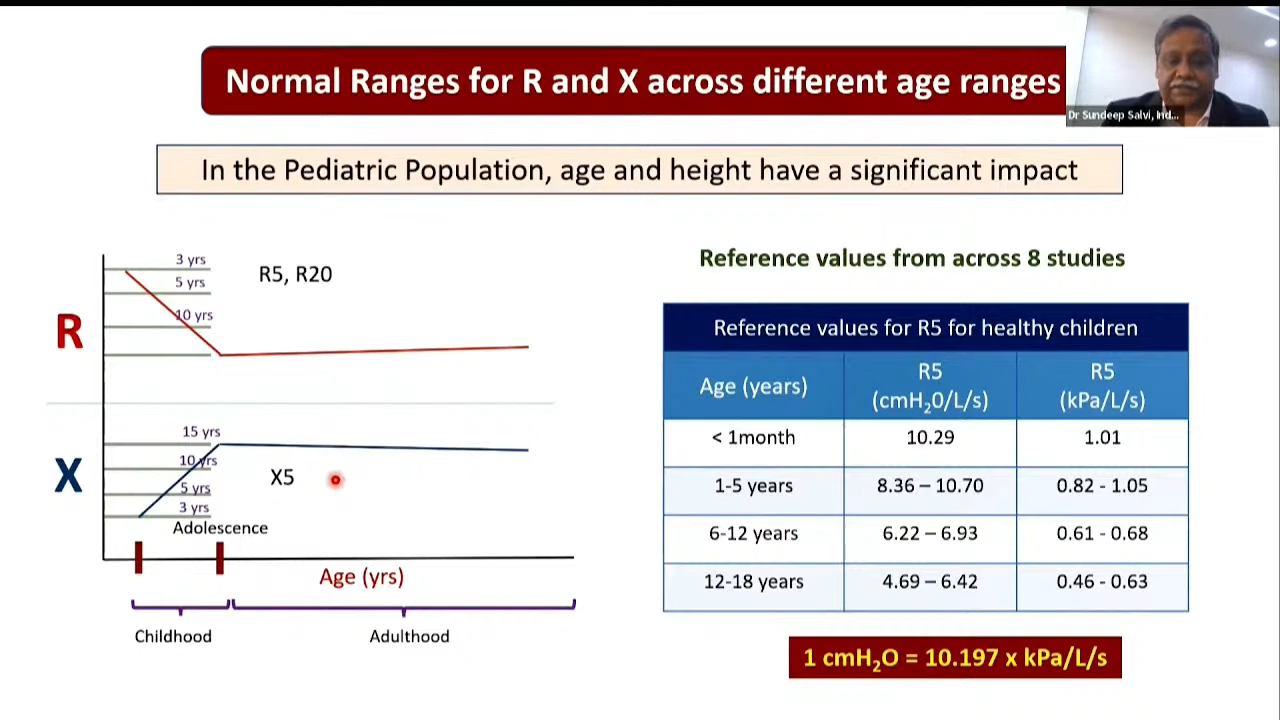 Normal Ranges for R and X across different age ranges
Dr Sundeep Salvi, Ind...
In the Pediatric Population, age and height have a significant impact
R
3 yrs
5 yrs
10 yrs
R5, R20
X
15 yrs
10 yrs
5 yrs
3 yrs
X5
Adolescence
Age (yrs)
Childhood
Adulthood
Reference values from across 8 studies
Reference values for R5 for healthy children
Age (years) R5 (cmH₂0/L/s) R5 (kPa/L/s)
< 1month 10.29 1.01
1-5 years 8.36 – 10.70 0.82 - 1.05
6-12 years 6.22 – 6.93 0.61 - 0.68
12-18 years 4.69 – 6.42 0.46 - 0.63
1 cmH₂O = 10.197 x kPa/L/s